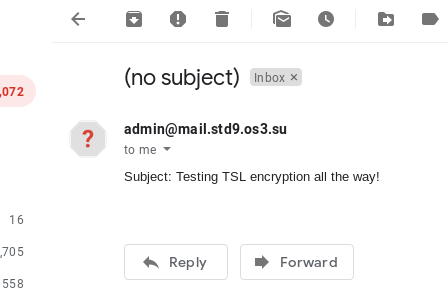 (no subject)
Inbox ×
,072
?
admin@mail.std9.os3.su
to me
Subject: Testing TSL encryption all the way!
16
,705
558
Reply
Forward